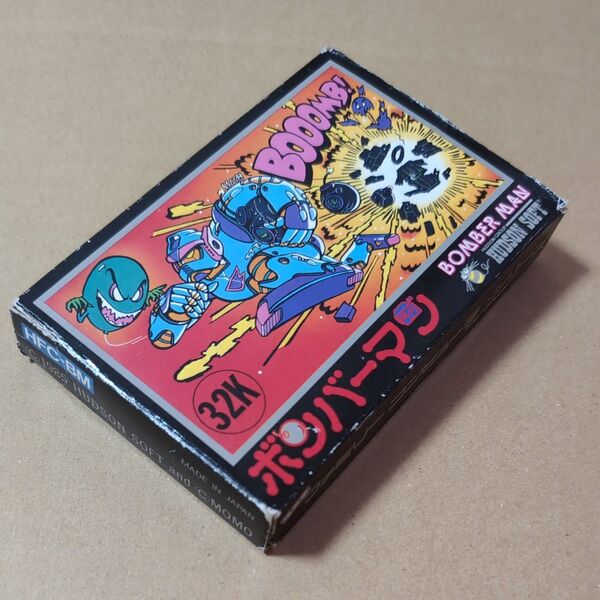 BOOOMB!
32K
ボンバーマン
BOMBER MAN
HUDSON SOFT
HFC-BM
©1985 HUDSON SOFT and ©MOMO
MADE IN JAPAN